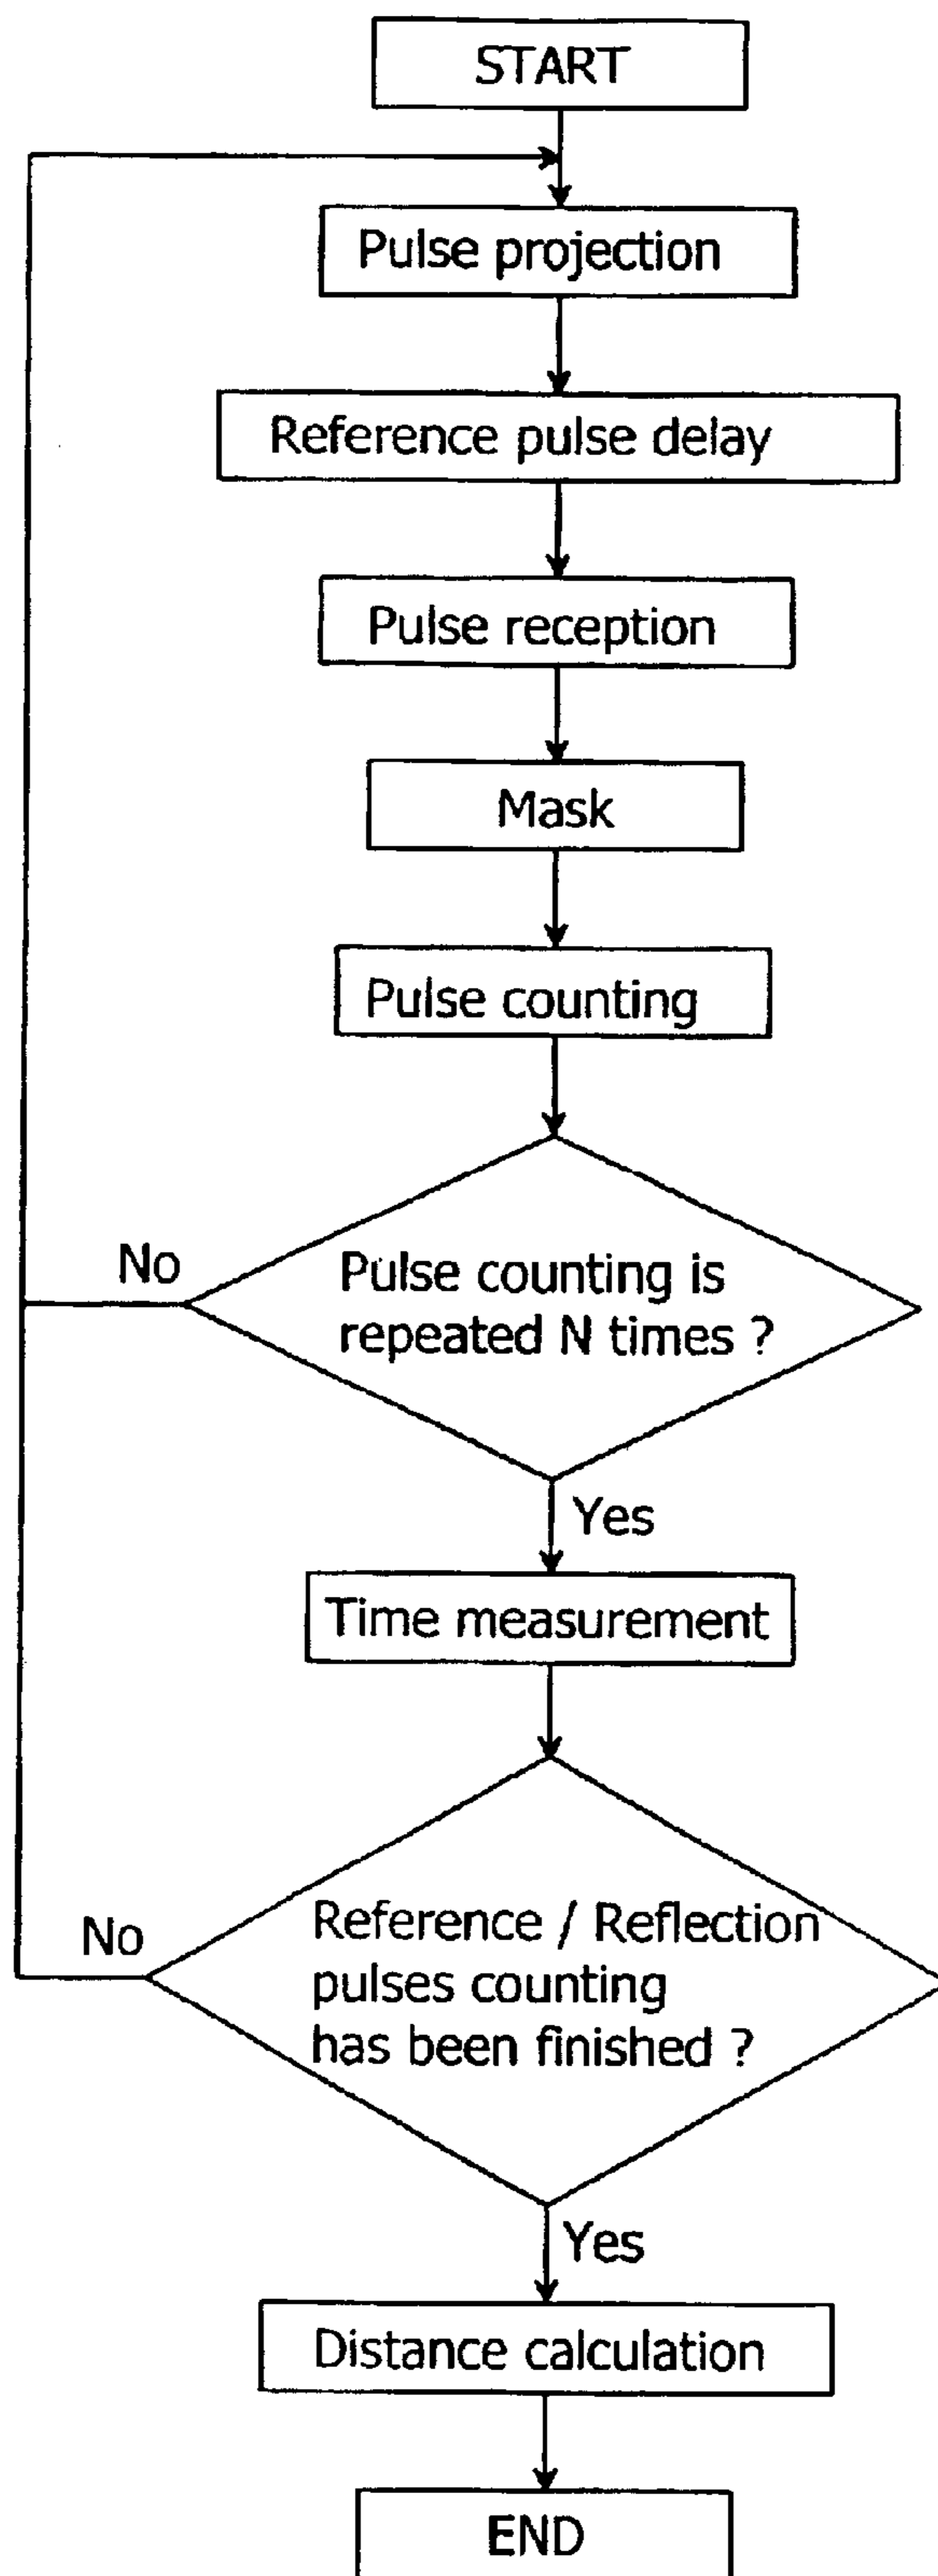 START
Pulse projection
Reference pulse delay
Pulse reception
Mask
Pulse counting
No
Pulse counting is
repeated N times ?
Yes
Time measurement
No
Reference / Reflection
pulses counting
has been finished ?
Yes
Distance calculation
END